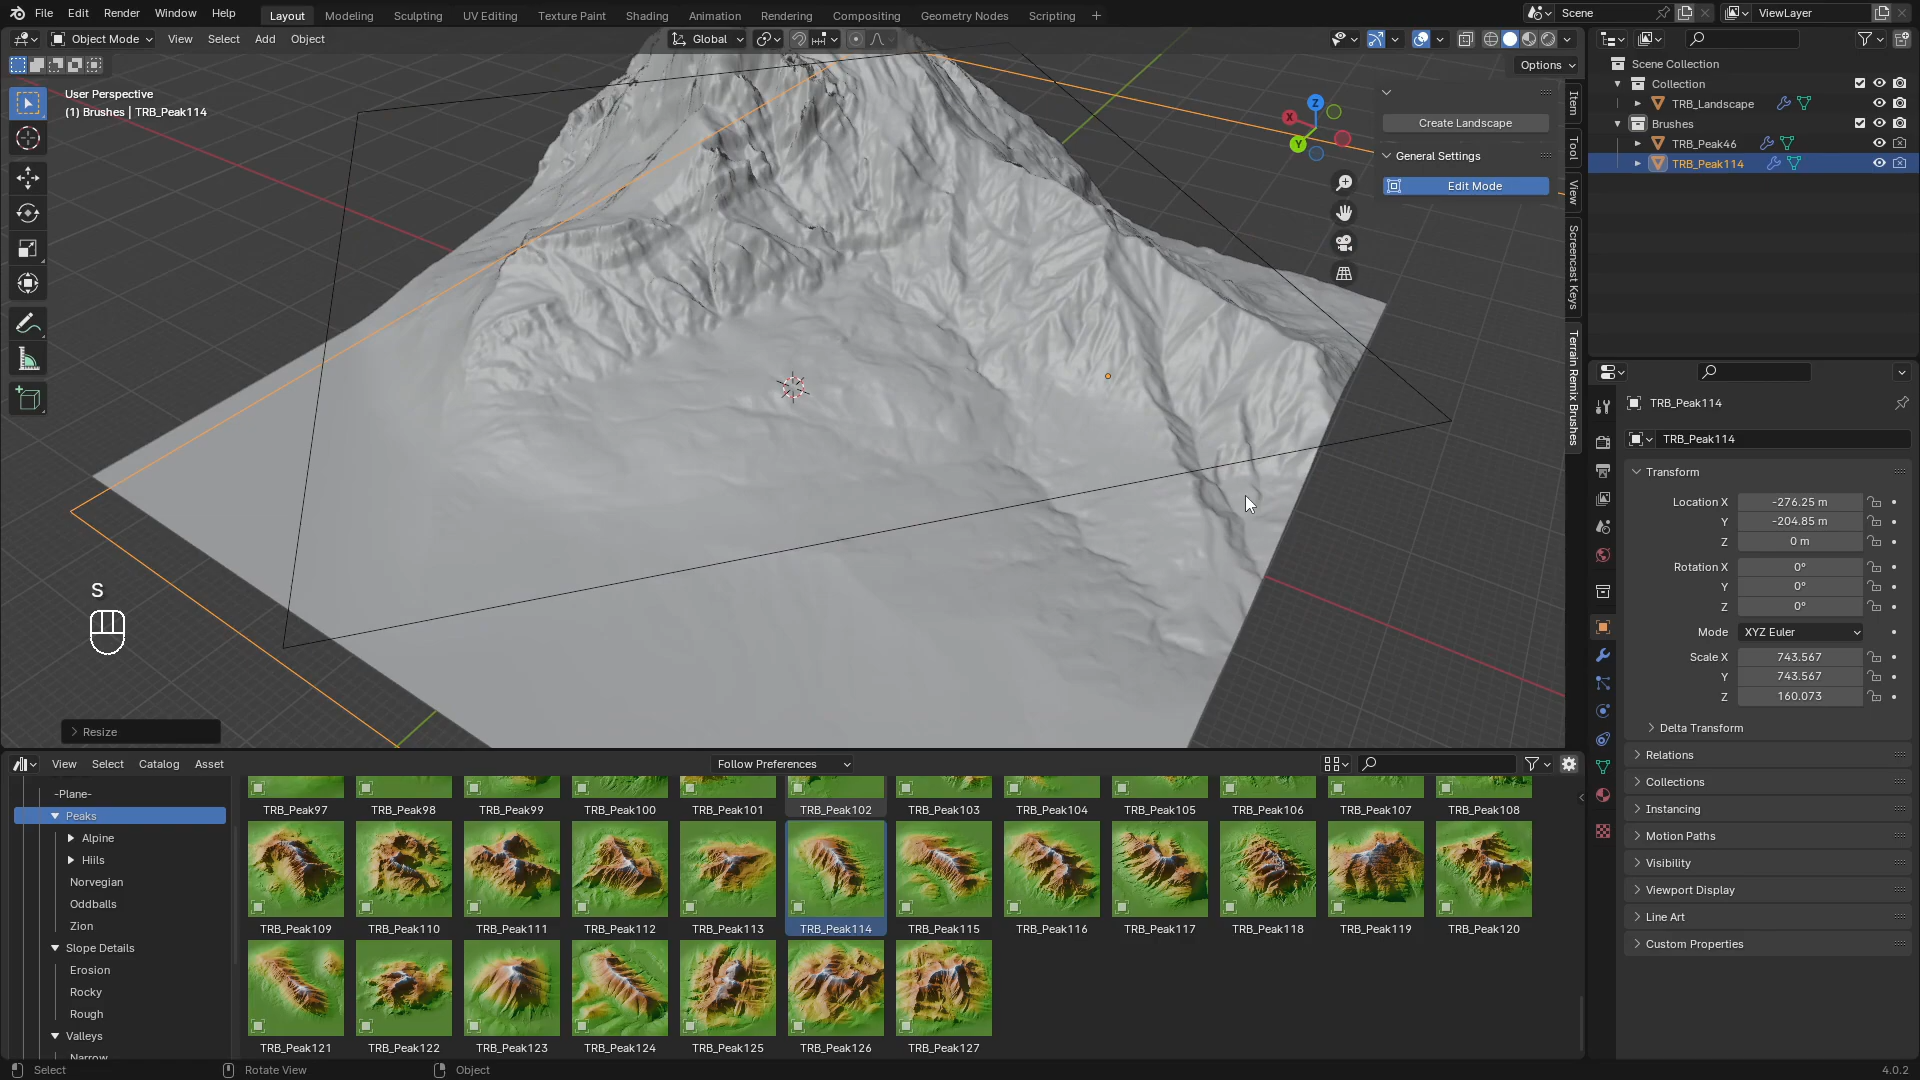 File Edit Render Window Help Layout Modeling Sculpting UV Editing Texture Paint Shading Animation Rendering Compositing Geometry Nodes Scripting + Scene ViewLayer
Object Mode View Select Add Object Global
Options
User Perspective
(1) Brushes | TRB_Peak114
Z
X
Y
Create Landscape
General Settings
Edit Mode
Item
Tool
View
Screencast Keys
Terrain Remix Brushes
S
Resize
Scene Collection
Collection
TRB_Landscape
Brushes
TRB_Peak46
TRB_Peak114
TRB_Peak114
TRB_Peak114
Transform
Location X -276.25 m
Y -204.85 m
Z 0 m
Rotation X 0°
Y 0°
Z 0°
Mode XYZ Euler
Scale X 743.567
Y 743.567
Z 160.073
Delta Transform
Relations
Collections
Instancing
Motion Paths
Visibility
Viewport Display
Line Art
Custom Properties
View Select Catalog Asset Follow Preferences
-Plane-
Peaks
Alpine
Hiils
Norwegian
Oddballs
Zion
Slope Details
Erosion
Rocky
Rough
Valleys
Narrow
TRB_Peak97 TRB_Peak98 TRB_Peak99 TRB_Peak100 TRB_Peak101 TRB_Peak102 TRB_Peak103 TRB_Peak104 TRB_Peak105 TRB_Peak106 TRB_Peak107 TRB_Peak108
TRB_Peak109 TRB_Peak110 TRB_Peak111 TRB_Peak112 TRB_Peak113 TRB_Peak114 TRB_Peak115 TRB_Peak116 TRB_Peak117 TRB_Peak118 TRB_Peak119 TRB_Peak120
TRB_Peak121 TRB_Peak122 TRB_Peak123 TRB_Peak124 TRB_Peak125 TRB_Peak126 TRB_Peak127
Select Rotate View Object 4.0.2